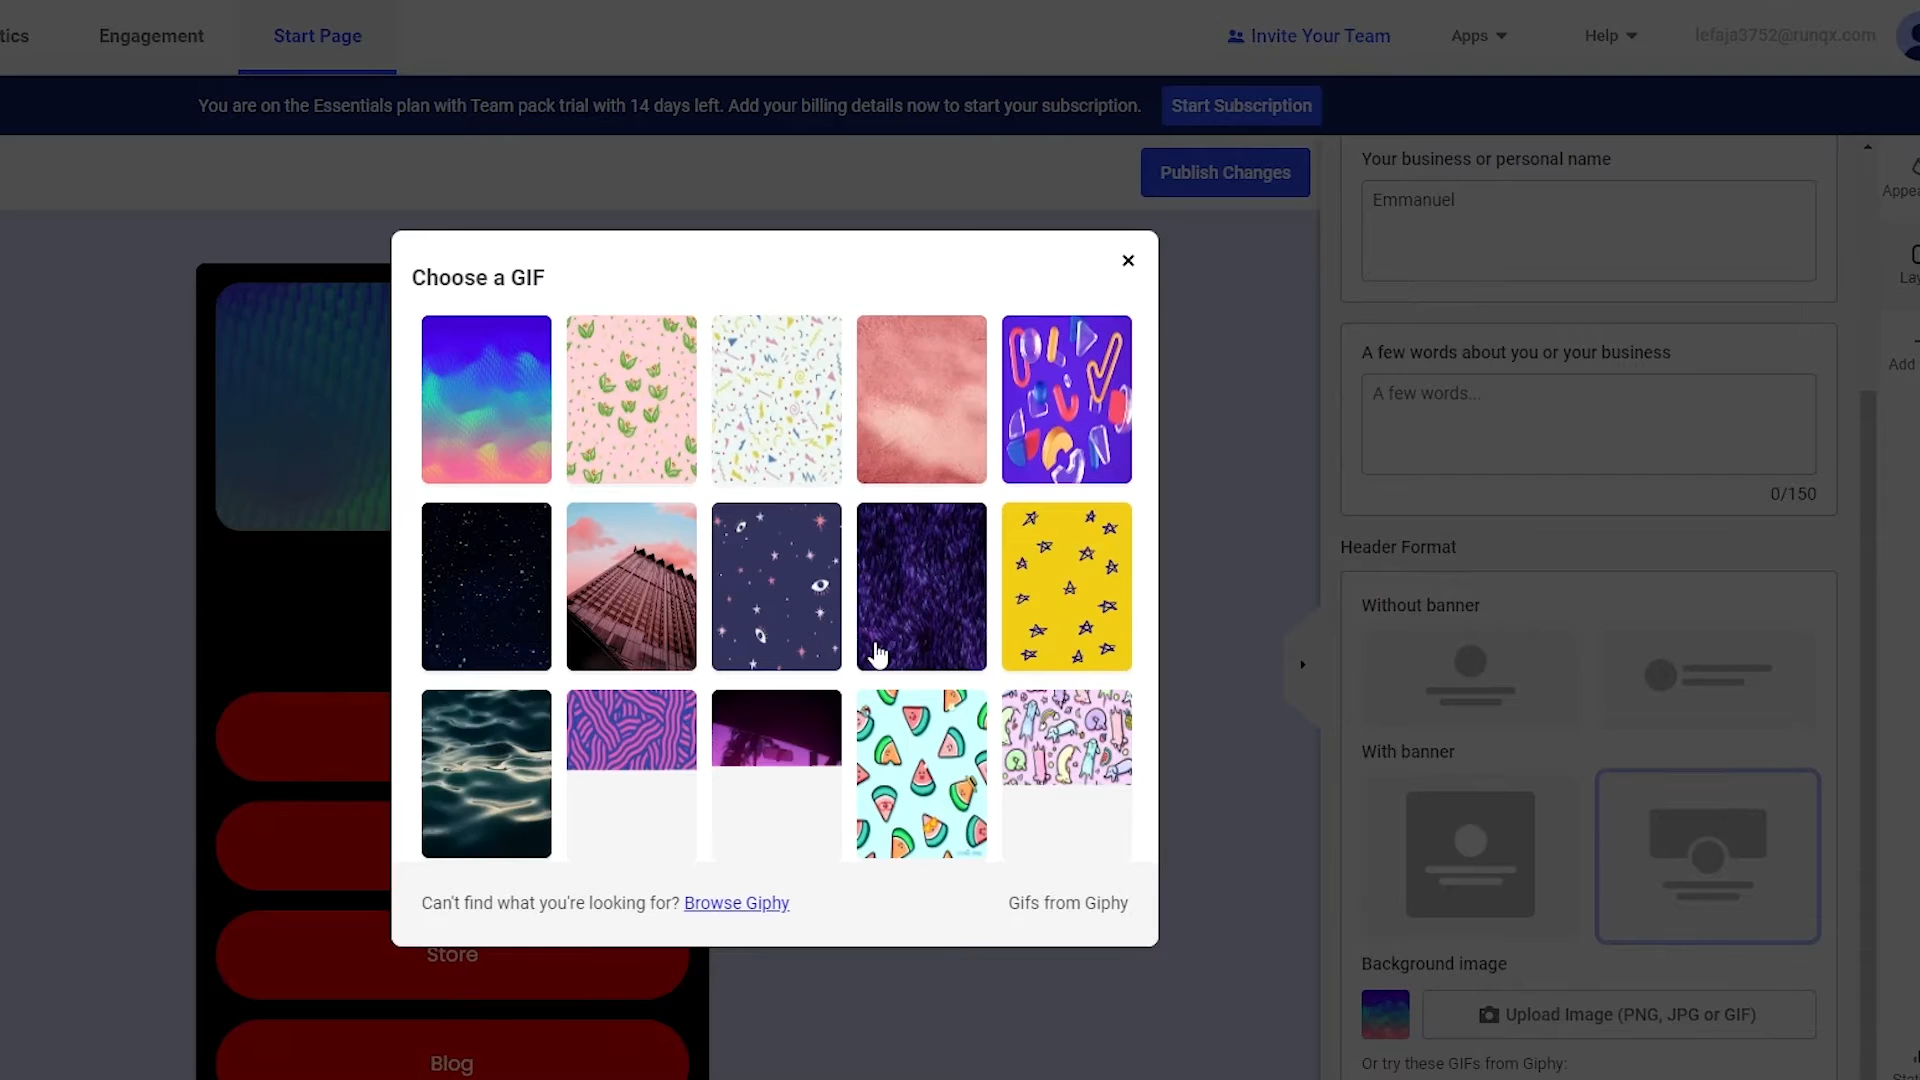 tics
Engagement
Start Page
Invite Your Team
Apps
Help
lefaja3752@runqx.com
You are on the Essentials plan with Team pack trial with 14 days left. Add your billing details now to start your subscription.
Start Subscription
Publish Changes
Your business or personal name
Emmanuel
Appea
Lay
Add
A few words about you or your business
A few words...
0/150
Choose a GIF
Header Format
Without banner
With banner
Can't find what you're looking for? Browse Giphy
Gifs from Giphy
Store
Blog
Background image
Upload Image (PNG, JPG or GIF)
Or try these GIFs from Giphy: